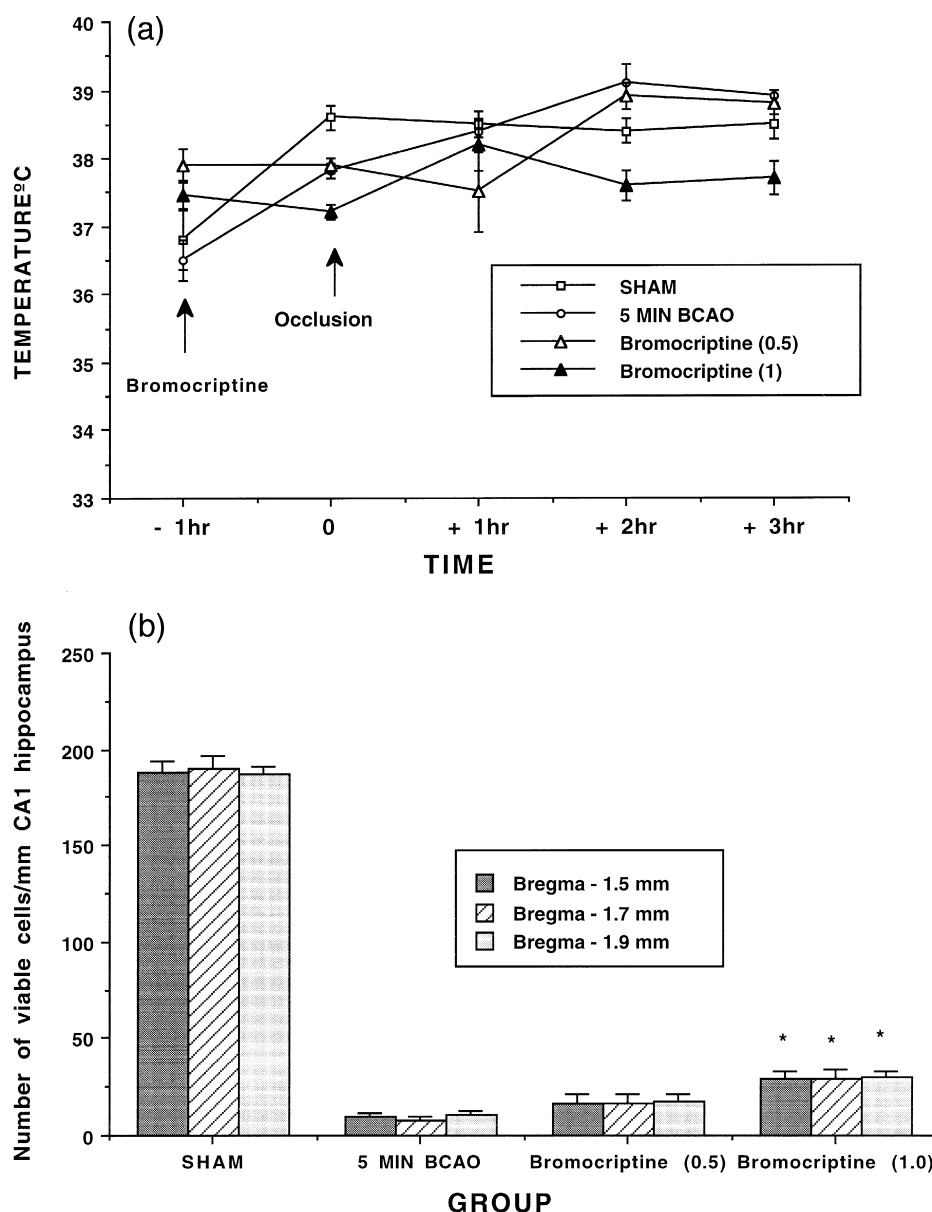 (a)
40
39
38
37
36
35
34
33
TEMPERATUREºC
Bromocriptine
Occlusion
SHAM
5 MIN BCAO
Bromocriptine (0.5)
Bromocriptine (1)
- 1hr 0 + 1hr + 2hr + 3hr
TIME
(b)
Number of viable cells/mm CA1 hippocampus
250
200
150
100
50
0
Bregma - 1.5 mm
Bregma - 1.7 mm
Bregma - 1.9 mm
* * *
SHAM 5 MIN BCAO Bromocriptine (0.5) Bromocriptine (1.0)
GROUP